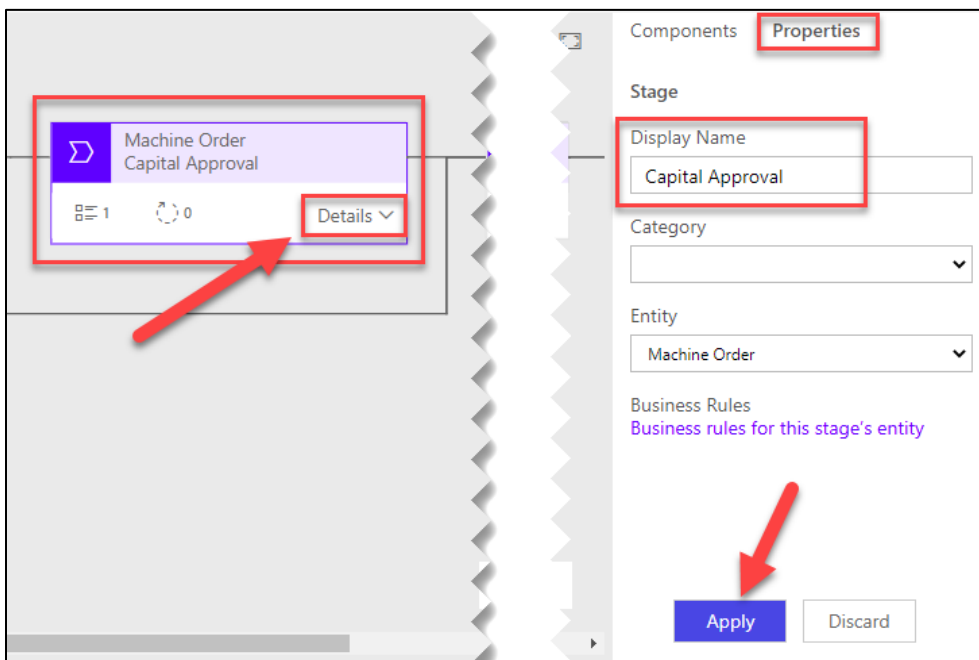 Machine Order
Capital Approval
1
0
Details
Components Properties
Stage
Display Name
Capital Approval
Category
Entity
Machine Order
Business Rules
Business rules for this stage's entity
Apply Discard